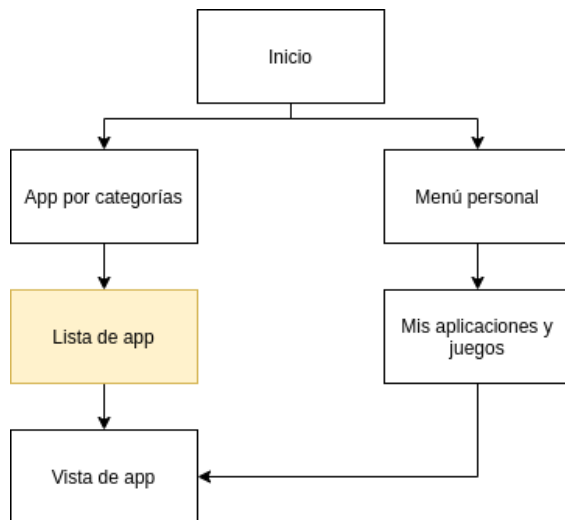 Inicio
App por categorías
Menú personal
Lista de app
Mis aplicaciones y
juegos
Vista de app